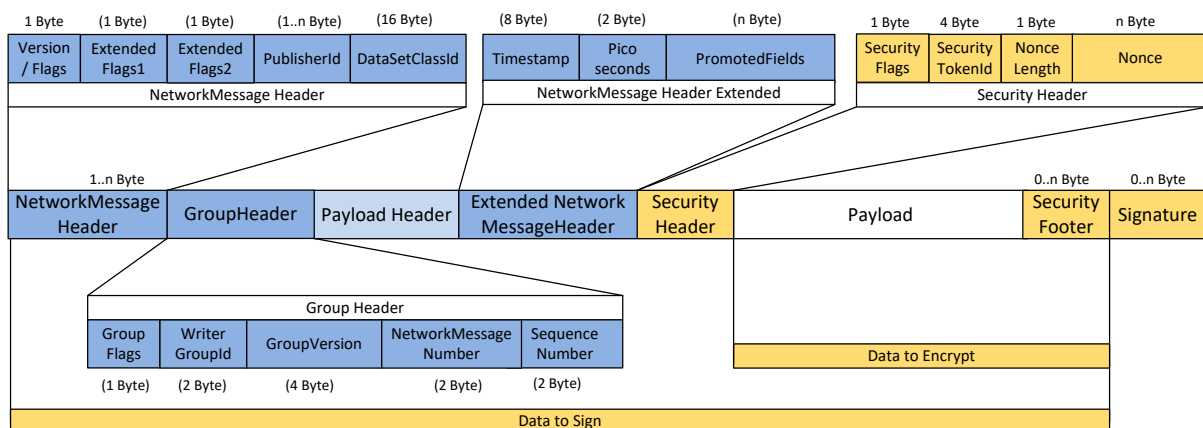 1 Byte (1 Byte) (1 Byte) (1..n Byte) (16 Byte) (8 Byte) (2 Byte) (n Byte) 1 Byte 4 Byte 1 Byte n Byte
Version / Flags
Extended Flags1
Extended Flags2
PublisherId
DataSetClassId
NetworkMessage Header
Timestamp
Pico seconds
PromotedFields
NetworkMessage Header Extended
Security Flags
Security TokenId
Nonce Length
Nonce
Security Header
1..n Byte
0..n Byte
0..n Byte
NetworkMessage Header
GroupHeader
Payload Header
Extended Network MessageHeader
Security Header
Payload
Security Footer
Signature
Group Header
Group Flags
Writer GroupId
GroupVersion
NetworkMessage Number
Sequence Number
(1 Byte) (2 Byte) (4 Byte) (2 Byte) (2 Byte)
Data to Encrypt
Data to Sign